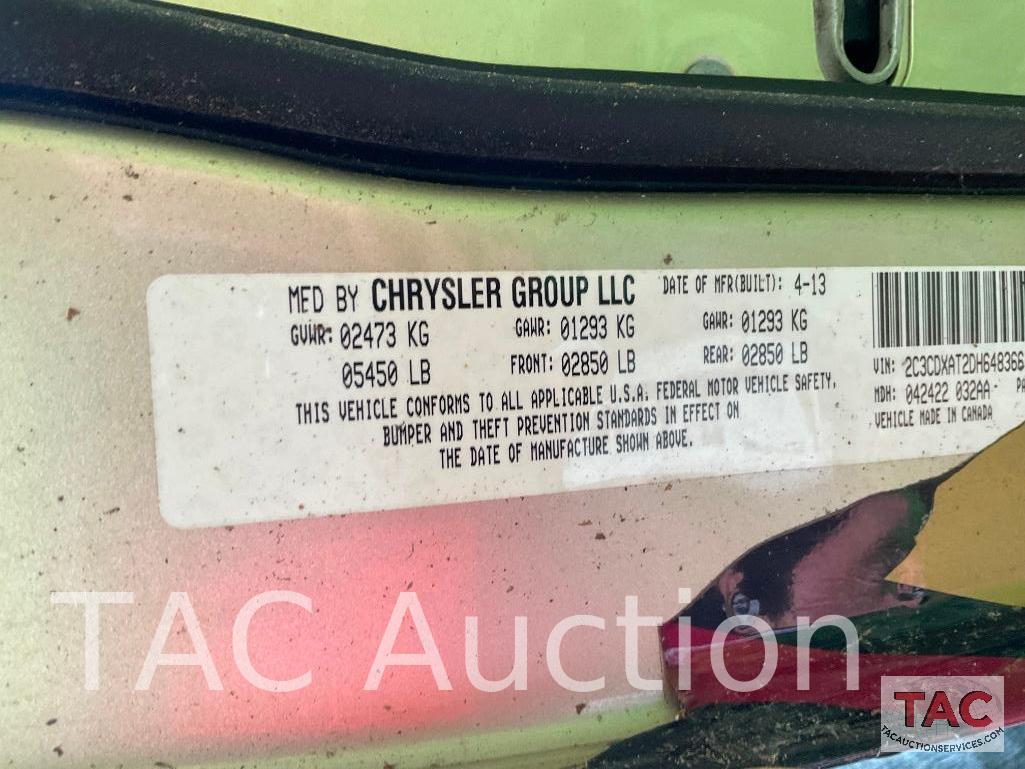 MFD BY CHRYSLER GROUP LLC DATE OF MFR(BUILT): 4-13
GVWR: 02473 KG GAWR: 01293 KG GAWR: 01293 KG
05450 LB FRONT: 02850 LB REAR: 02850 LB
THIS VEHICLE CONFORMS TO ALL APPLICABLE U.S.A. FEDERAL MOTOR VEHICLE SAFETY,
BUMPER AND THEFT PREVENTION STANDARDS IN EFFECT ON
THE DATE OF MANUFACTURE SHOWN ABOVE.
VIN: 2C3CDXAT2DH648366
MDH: 042422 032AA PA
VEHICLE MADE IN CANADA
TAC Auction
TAC
TACAUCTIONSERVICES.COM